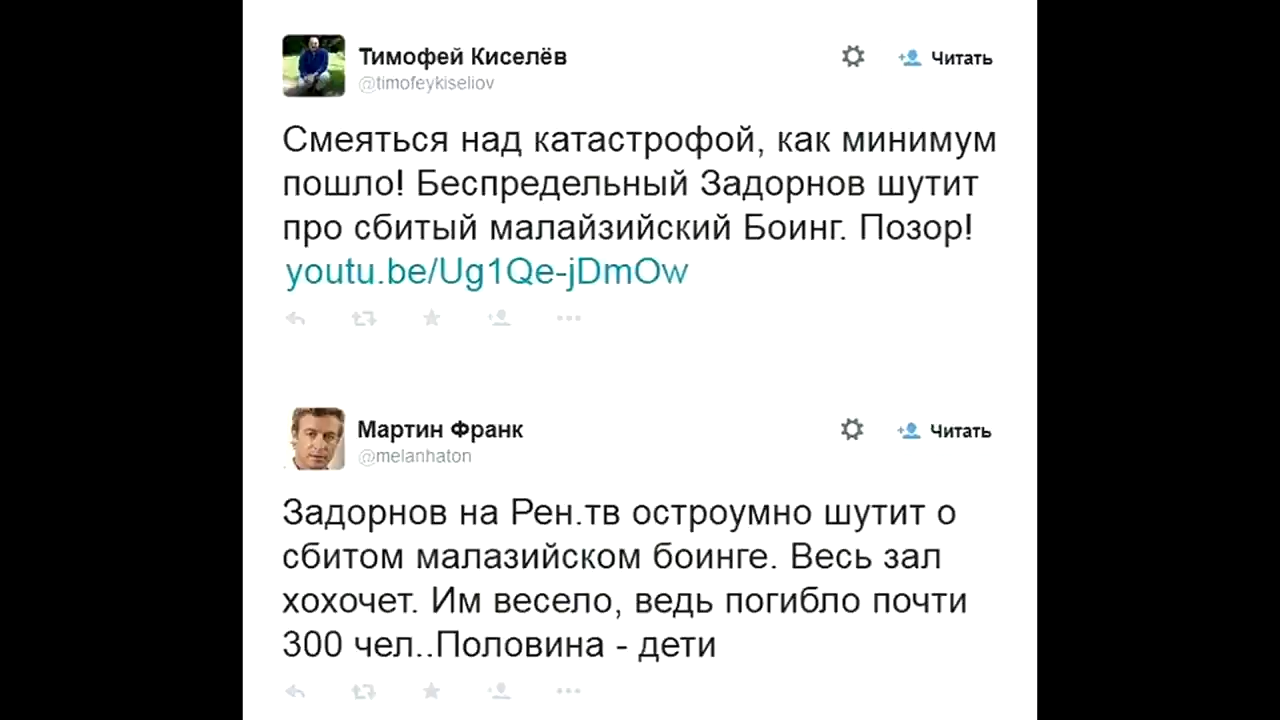 Тимофей Киселёв
@timofeykiseliov
Читать
Смеяться над катастрофой, как минимум
пошло! Беспредельный Задорнов шутит
про сбитый малайзийский Боинг. Позор!
youtu.be/Ug1Qe-jDmOw
Мартин Франк
@melanhaton
Читать
Задорнов на Рен.тв остроумно шутит о
сбитом малазийском боинге. Весь зал
хохочет. Им весело, ведь погибло почти
300 чел..Половина - дети